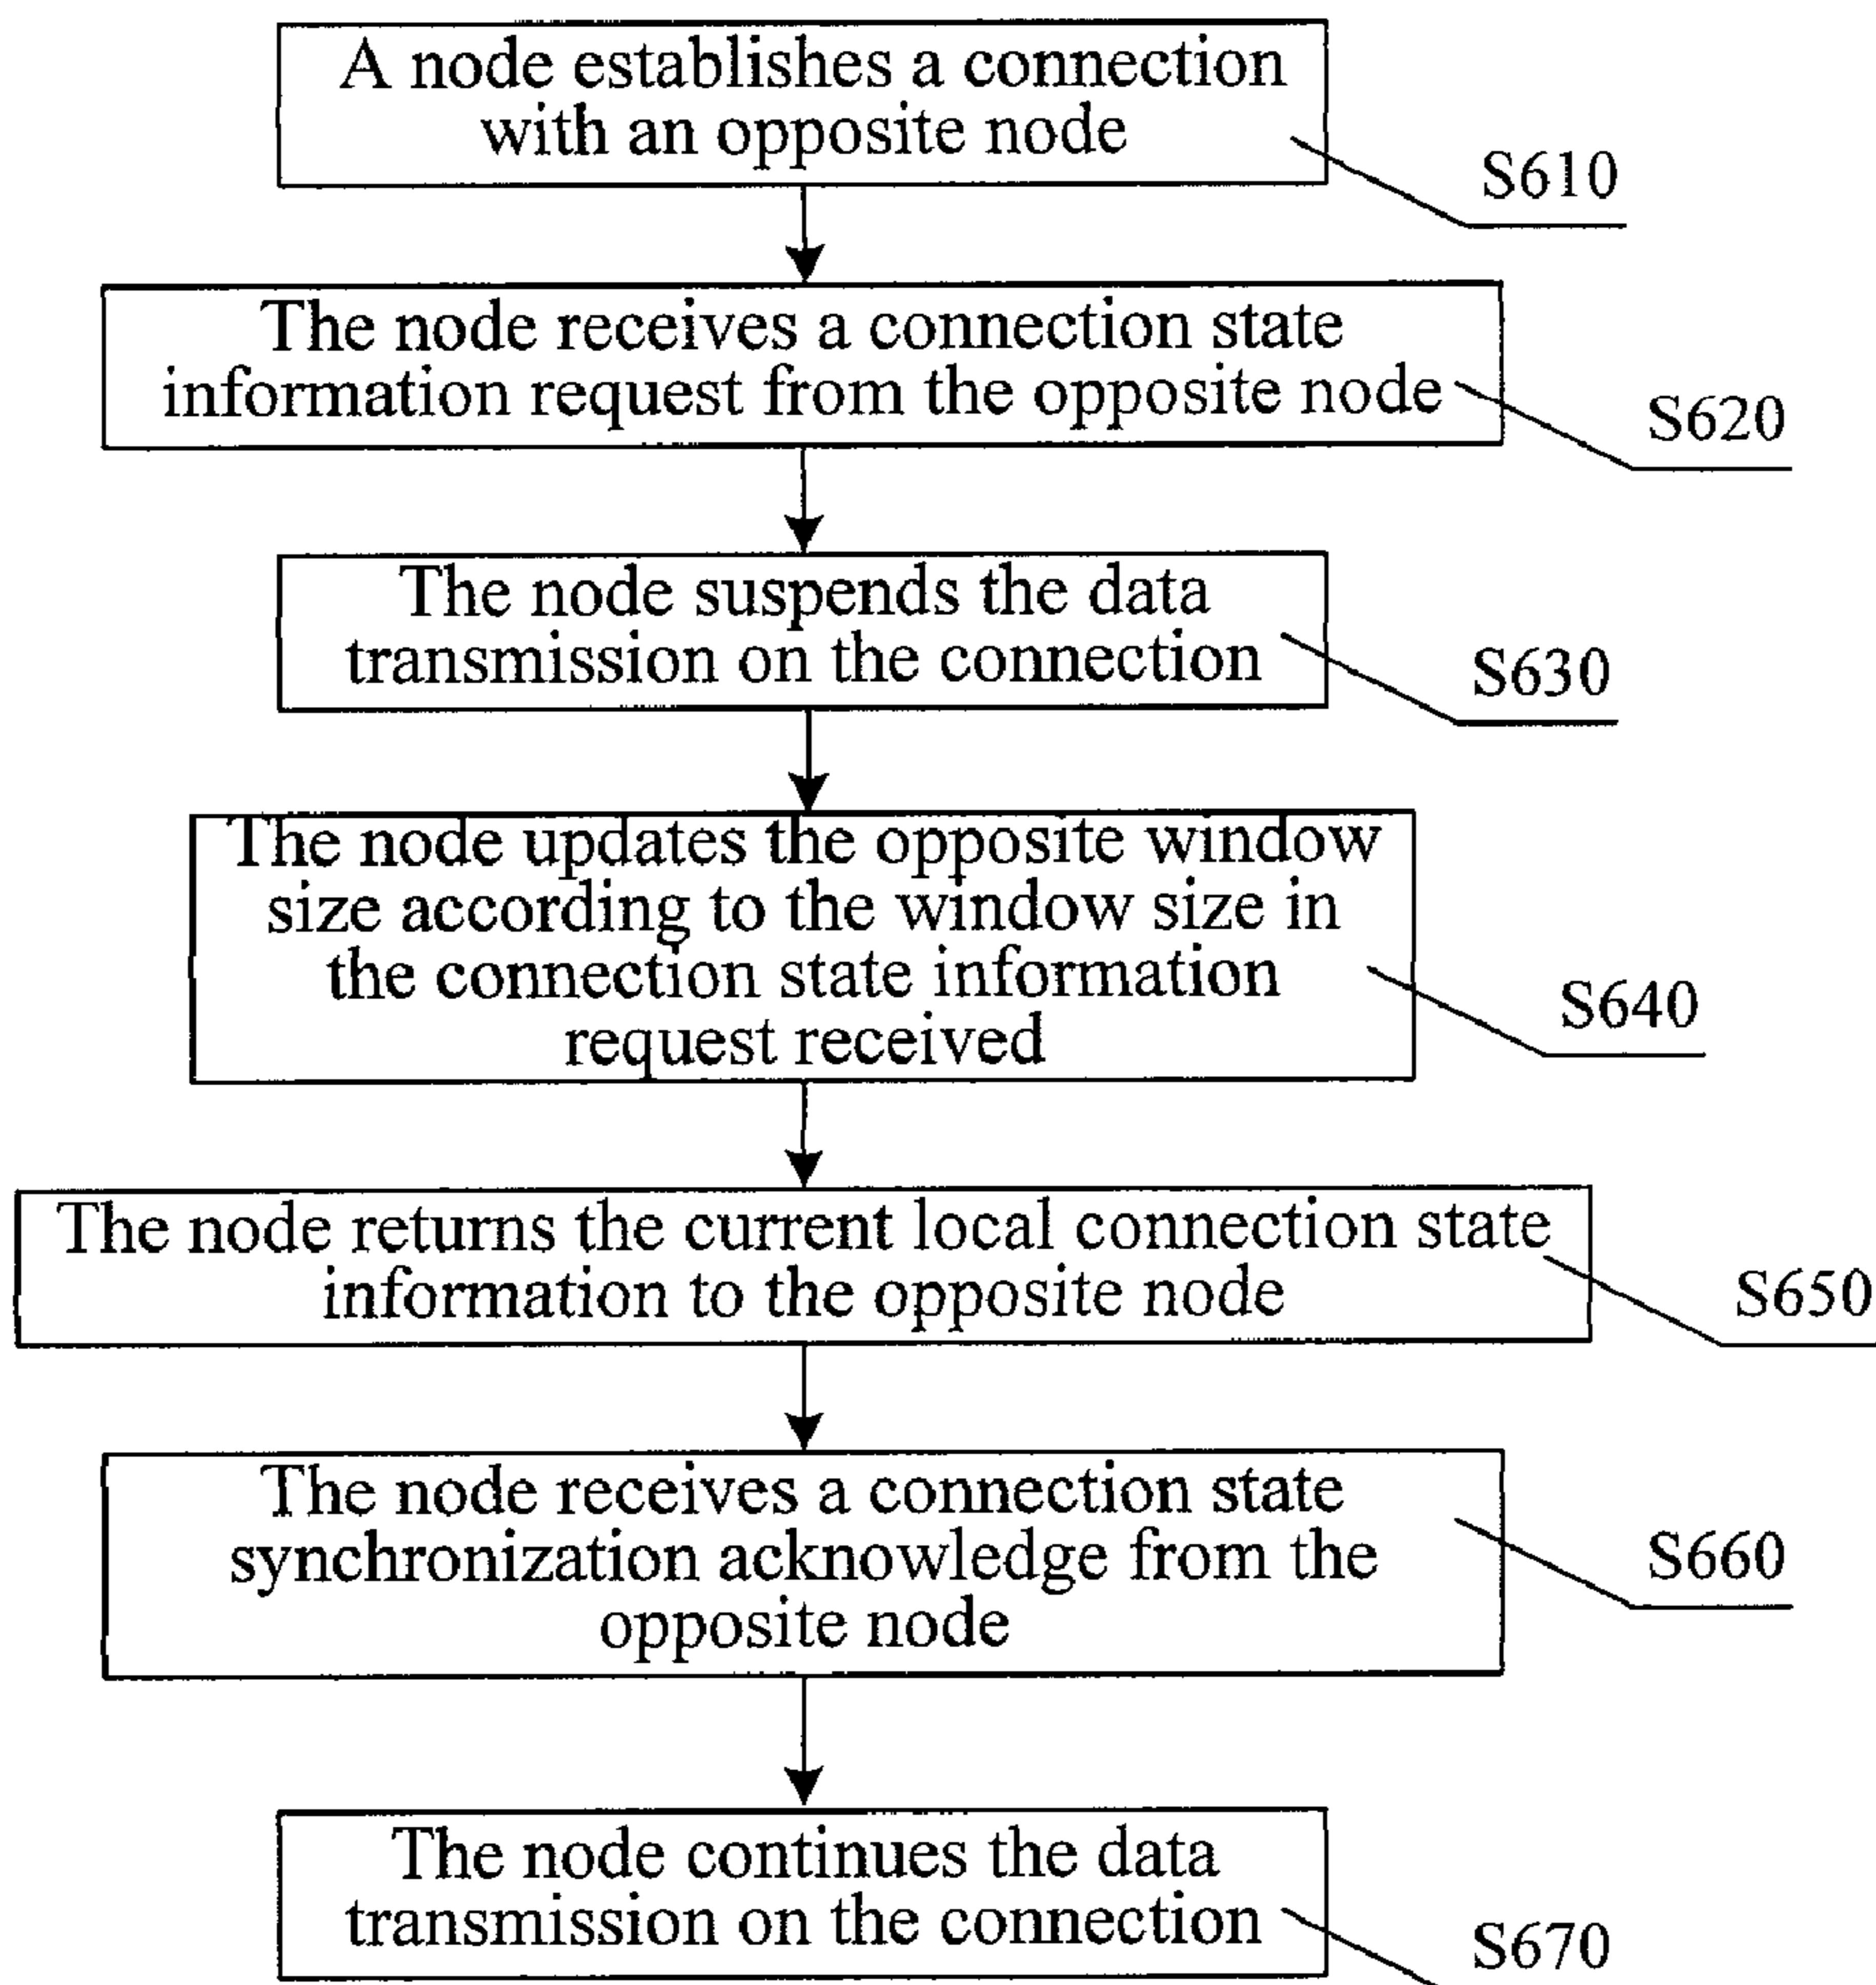 A node establishes a connection
with an opposite node
S610
The node receives a connection state
information request from the opposite node
S620
The node suspends the data
transmission on the connection
S630
The node updates the opposite window
size according to the window size in
the connection state information
request received
S640
The node returns the current local connection state
information to the opposite node
S650
The node receives a connection state
synchronization acknowledge from the
opposite node
S660
The node continues the data
transmission on the connection
S670